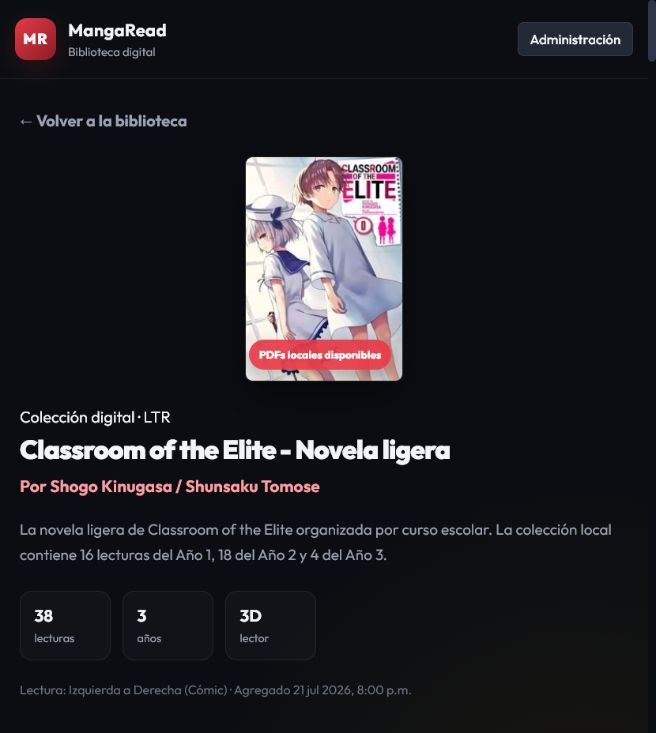 MR
MangaRead
Biblioteca digital
Administración
← Volver a la biblioteca
CLASSROOM
OF THE
ELITE
0
PDFs locales disponibles
Colección digital · LTR
Classroom of the Elite - Novela ligera
Por Shogo Kinugasa / Shunsaku Tomose
La novela ligera de Classroom of the Elite organizada por curso escolar. La colección local
contiene 16 lecturas del Año 1, 18 del Año 2 y 4 del Año 3.
38
lecturas
3
años
3D
lector
Lectura: Izquierda a Derecha (Cómic) · Agregado 21 jul 2026, 8:00 p.m.